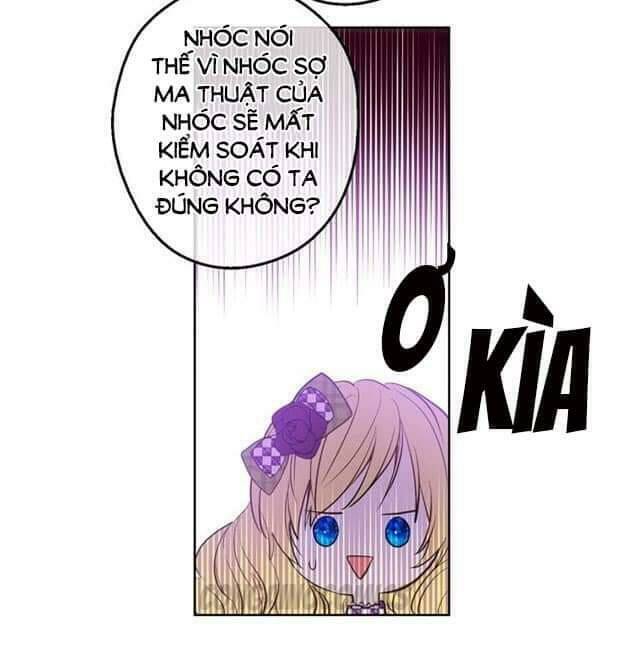 NHÓC NÓI
THẾ VÌ NHÓC SỢ
MA THUẬT CỦA
NHÓC SẼ MẤT
KIỂM SOÁT KHI
KHÔNG CÓ TA
ĐÚNG KHÔNG?
Ơ KÌA